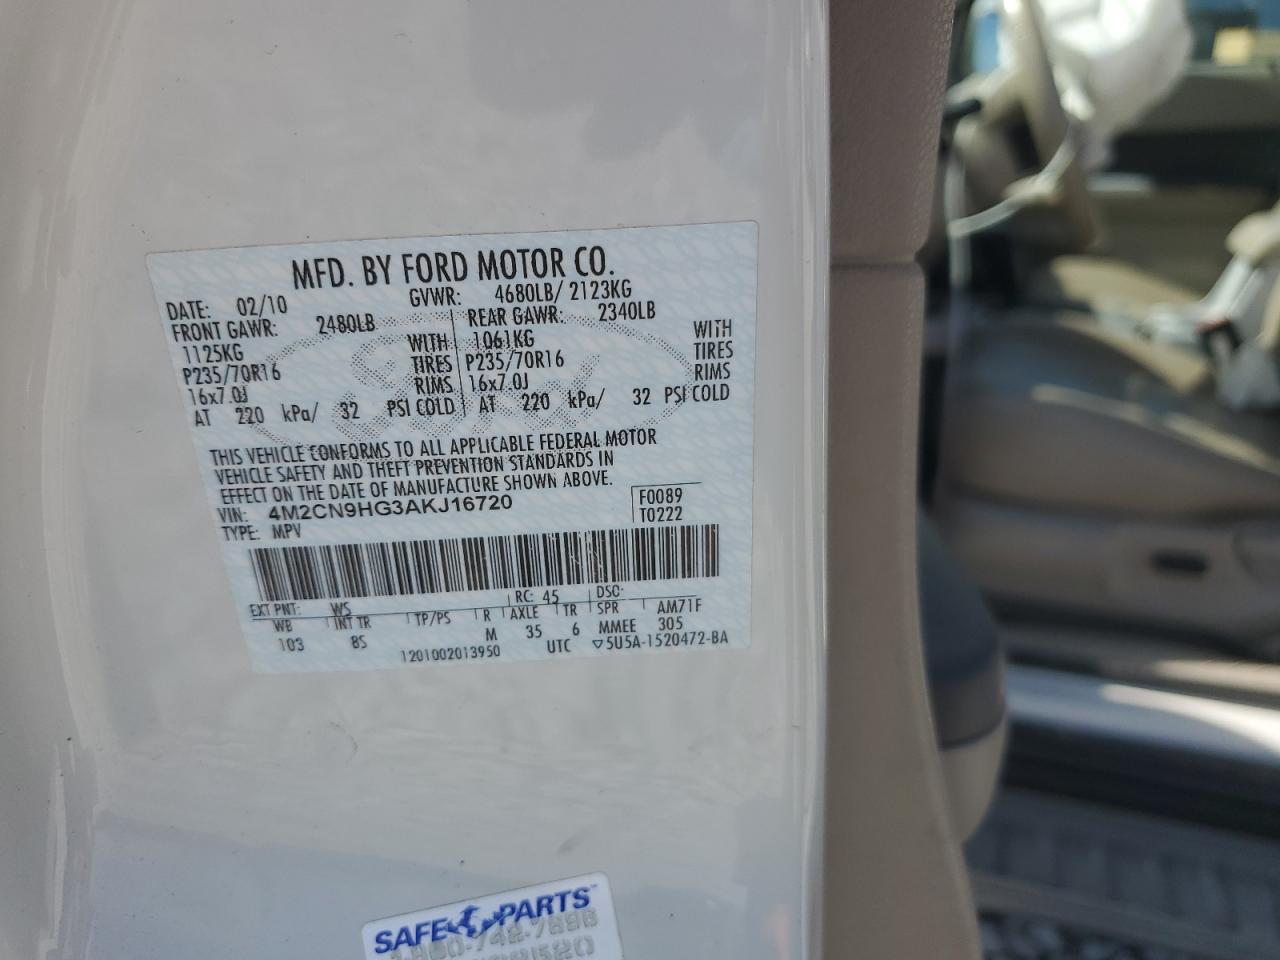 MFD. BY FORD MOTOR CO.
DATE: 02/10 GVWR: 4680LB/ 2123KG
FRONT GAWR: 2480LB REAR GAWR: 2340LB
1125KG WITH 1061KG WITH
P235/70R16 TIRES P235/70R16 TIRES
16x7.0J RIMS 16x7.0J RIMS
AT 220 kPa/ 32 PSI COLD AT 220 kPa/ 32 PSI COLD
THIS VEHICLE CONFORMS TO ALL APPLICABLE FEDERAL MOTOR
VEHICLE SAFETY AND THEFT PREVENTION STANDARDS IN
EFFECT ON THE DATE OF MANUFACTURE SHOWN ABOVE.
VIN: 4M2CN9HG3AKJ16720 F0089
TYPE: MPV T0222
EXT PNT: WS RC: 45 DSO:
WB INT TR TP/PS R AXLE TR SPR AM71F
103 8S M 35 6 MMEE 305
1201002013950 UTC ▽5U5A-1520472-BA
SAFE PARTS™